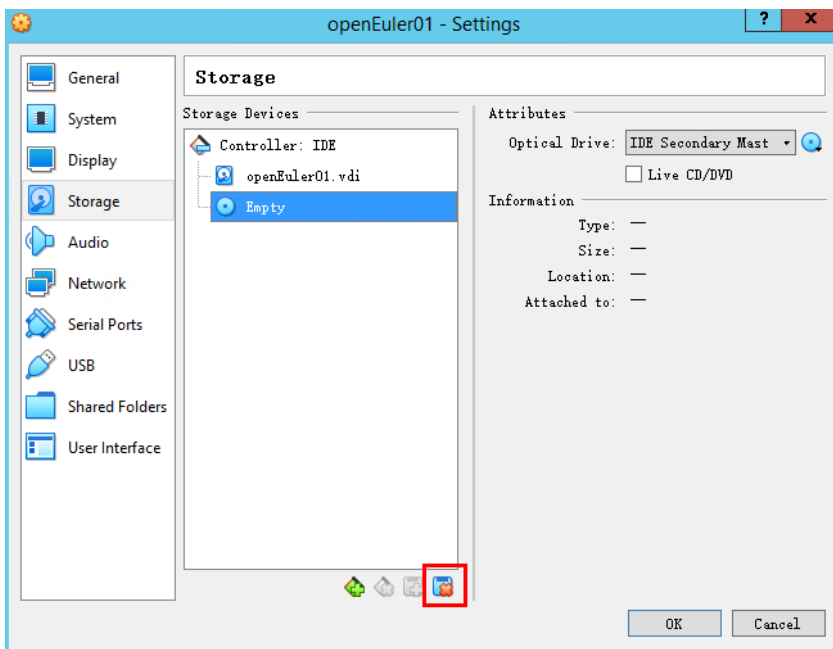 openEuler01 - Settings
? x
General
System
Display
Storage
Audio
Network
Serial Ports
USB
Shared Folders
User Interface
Storage
Storage Devices
Controller: IDE
openEuler01.vdi
Empty
Attributes
Optical Drive: IDE Secondary Mast
Live CD/DVD
Information
Type: —
Size: —
Location: —
Attached to: —
OK Cancel